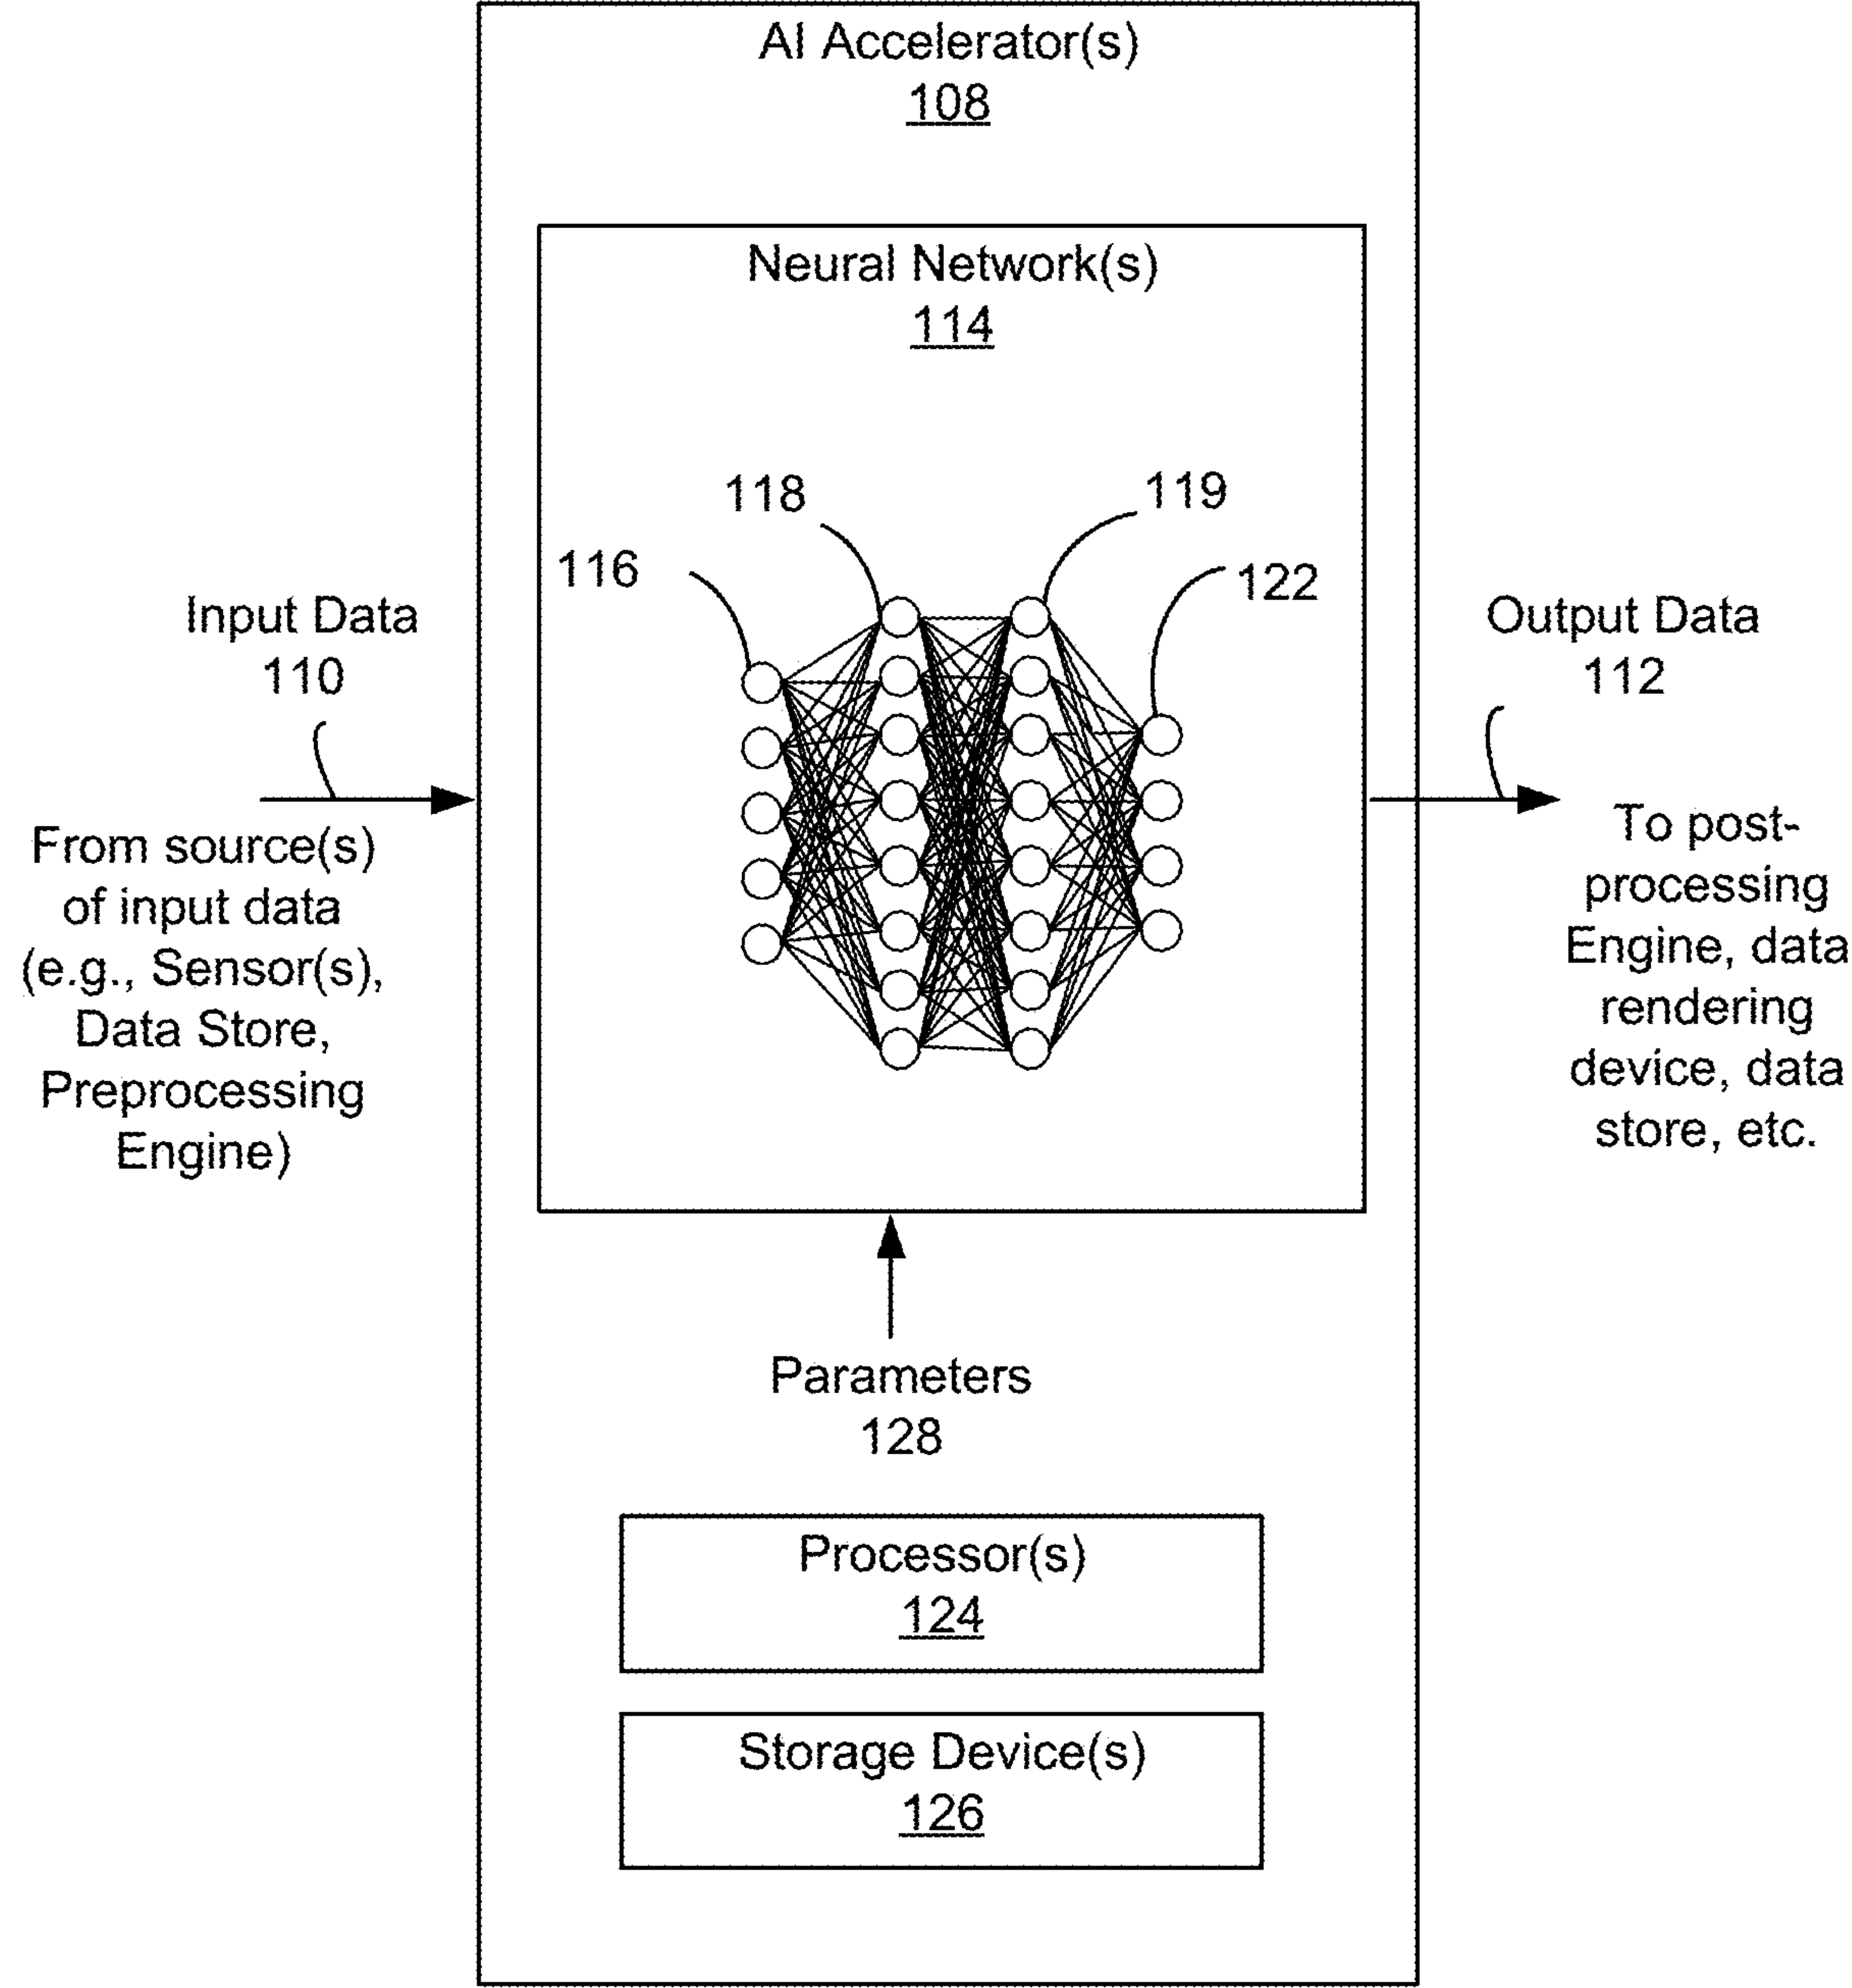 AI Accelerator(s)
108
Neural Network(s)
114
118
119
116
122
Input Data
110
From source(s)
of input data
(e.g., Sensor(s),
Data Store,
Preprocessing
Engine)
Output Data
112
To post-
processing
Engine, data
rendering
device, data
store, etc.
Parameters
128
Processor(s)
124
Storage Device(s)
126